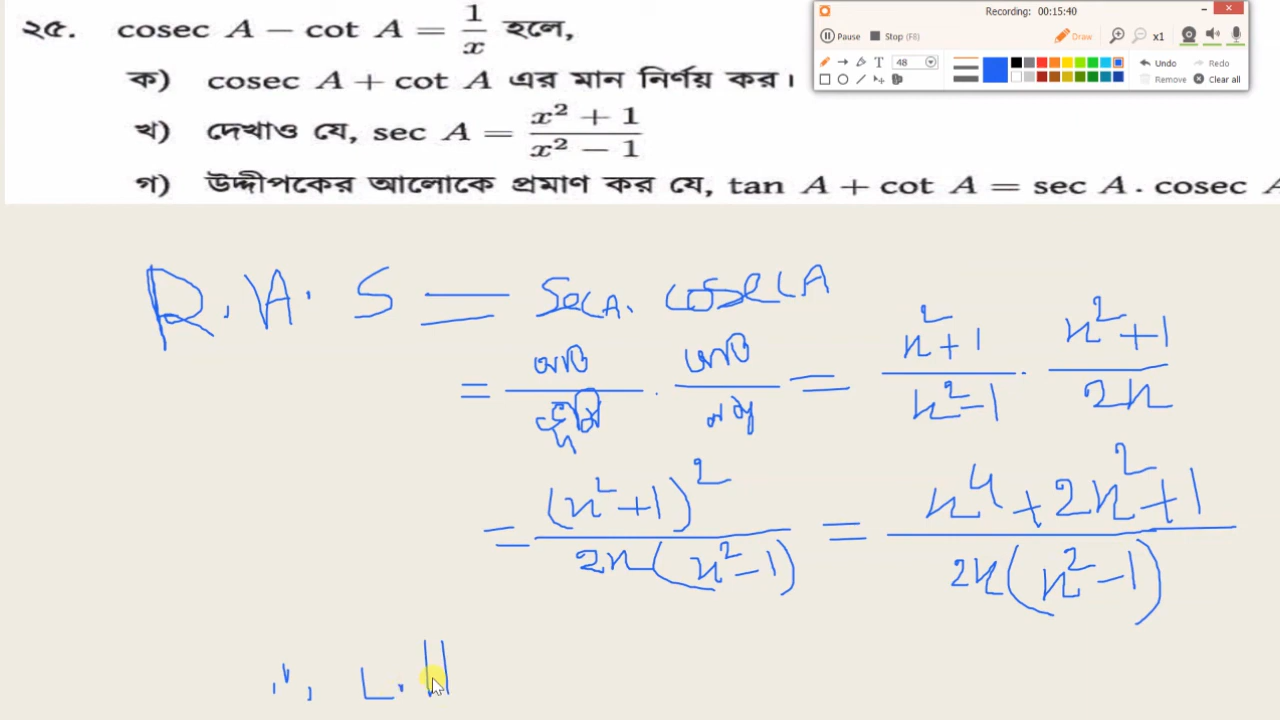 Recording: 00:15:40
Pause Stop (F8) Draw x1
T 48 Undo Redo
Remove Clear all
২৫. cosec A − cot A = 1/x হলে,
ক) cosec A + cot A এর মান নির্ণয় কর।
খ) দেখাও যে, sec A = (x² + 1)/(x² − 1)
গ) উদ্দীপকের আলোকে প্রমাণ কর যে, tan A + cot A = sec A . cosec A
R.H.S = SecA. COSECA
= অতি/ভূমি . অতি/লম্ব = (x²+1)/(x²−1) . (x²+1)/2x
= (x²+1)²/2x(x²−1) = (x⁴+2x²+1)/2x(x²−1)
∴ L.H